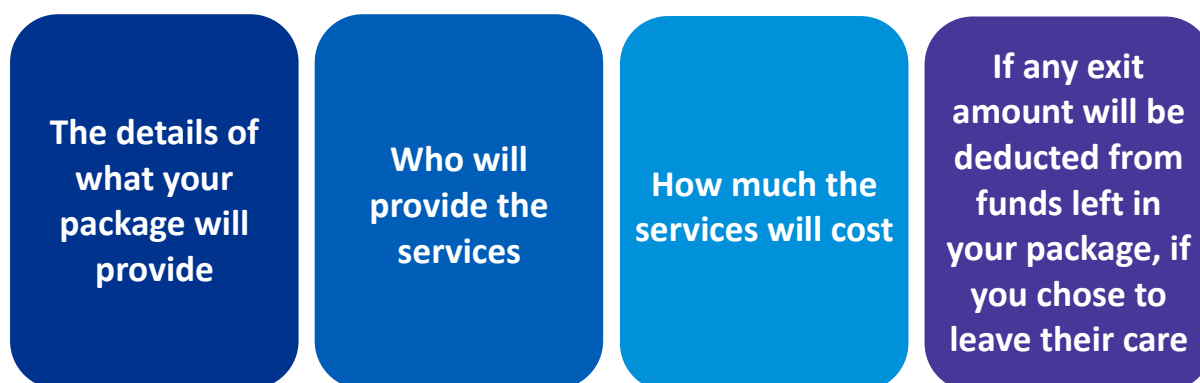 The details of
what your
package will
provide
Who will
provide the
services
How much the
services will cost
If any exit
amount will be
deducted from
funds left in
your package, if
you chose to
leave their care